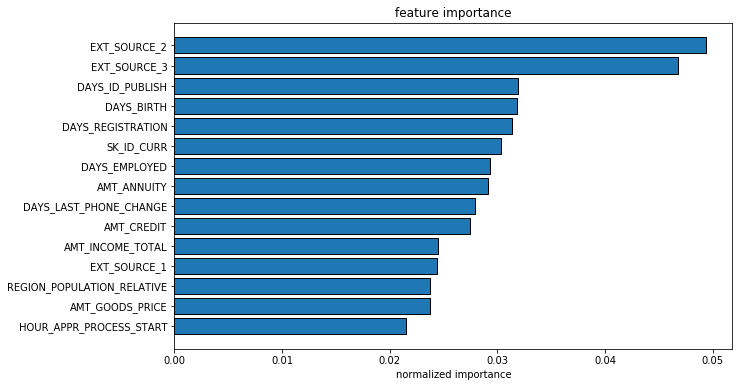 feature importance
EXT_SOURCE_2
EXT_SOURCE_3
DAYS_ID_PUBLISH
DAYS_BIRTH
DAYS_REGISTRATION
SK_ID_CURR
DAYS_EMPLOYED
AMT_ANNUITY
DAYS_LAST_PHONE_CHANGE
AMT_CREDIT
AMT_INCOME_TOTAL
EXT_SOURCE_1
REGION_POPULATION_RELATIVE
AMT_GOODS_PRICE
HOUR_APPR_PROCESS_START
0.00 0.01 0.02 0.03 0.04 0.05
normalized importance